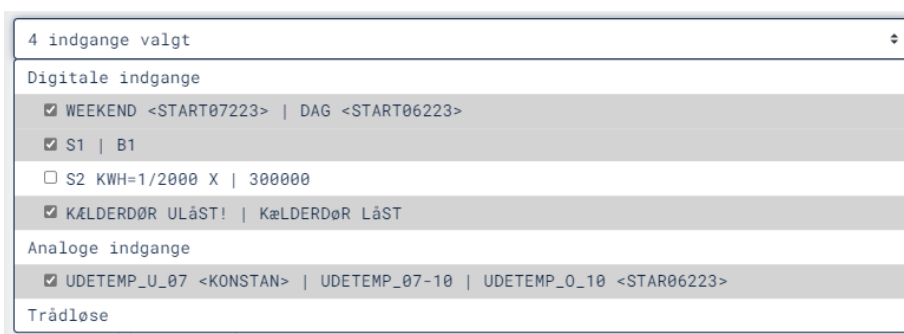 4 indgange valgt
Digitale indgange
WEEKEND <START07223> | DAG <START06223>
S1 | B1
S2 KWH=1/2000 X | 300000
KÆLDERDØR ULåST! | KæLDERDøR LåST
Analoge indgange
UDETEMP_U_07 <KONSTAN> | UDETEMP_07-10 | UDETEMP_O_10 <STAR06223>
Trådløse